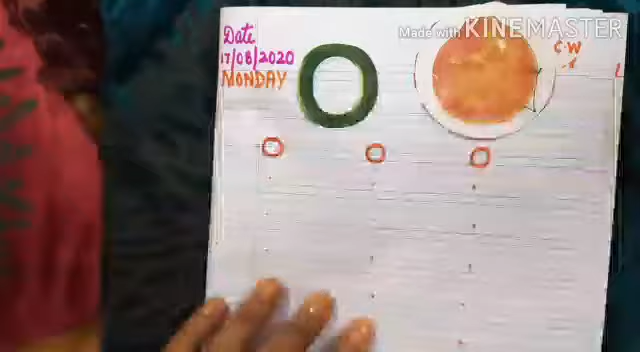 Made with KINEMASTER
Date
17/08/2020
MONDAY
O
C.W
O O O